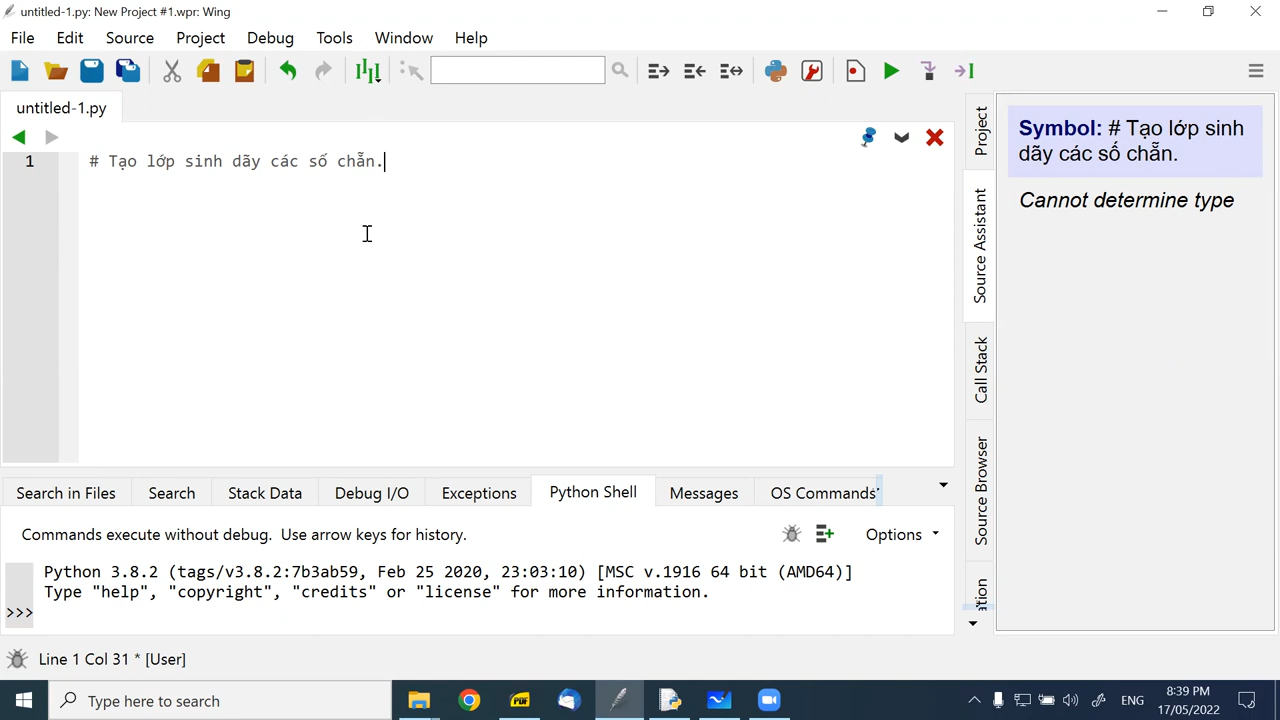 untitled-1.py: New Project #1.wpr: Wing
File Edit Source Project Debug Tools Window Help
untitled-1.py
1 # Tạo lớp sinh dãy các số chẵn.
Project
Source Assistant
Call Stack
Source Browser
Symbol: # Tạo lớp sinh
dãy các số chẵn.
Cannot determine type
Search in Files Search Stack Data Debug I/O Exceptions Python Shell Messages OS Commands
Commands execute without debug. Use arrow keys for history.
Options
Python 3.8.2 (tags/v3.8.2:7b3ab59, Feb 25 2020, 23:03:10) [MSC v.1916 64 bit (AMD64)]
Type "help", "copyright", "credits" or "license" for more information.
>>>
Line 1 Col 31 * [User]
Type here to search
PDF
ENG
8:39 PM
17/05/2022